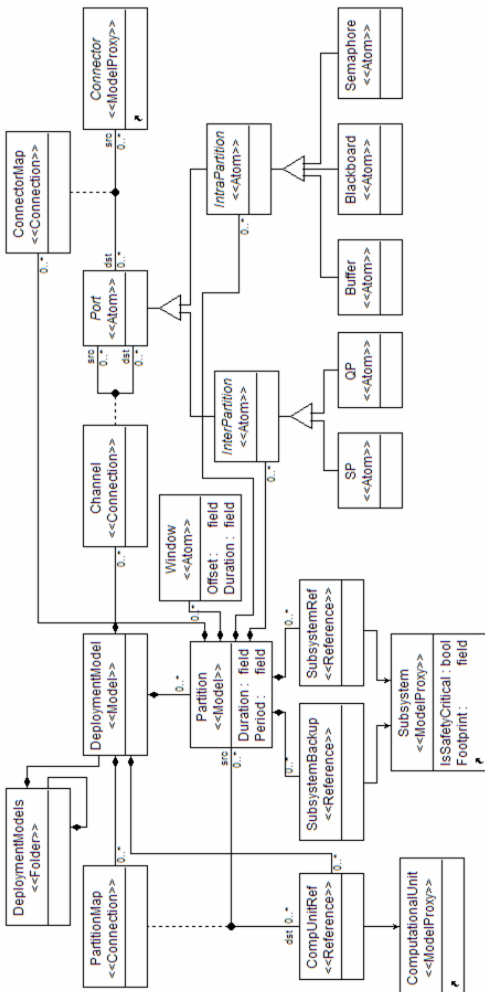 DeploymentModels
<<Folder>>
PartitionMap
<<Connection>>
0..*
DeploymentModel
<<Model>>
Channel
<<Connection>>
0..*
ConnectorMap
<<Connection>>
0..*
src
0..*
dst
0..*
Port
<<Atom>>
dst
0..*
src
0..*
Connector
<<ModelProxy>>
0..*
Partition
<<Model>>
Duration : field
Period : field
src
0..*
Window
<<Atom>>
Offset : field
Duration : field
0..*
InterPartition
<<Atom>>
0..*
IntraPartition
<<Atom>>
0..*
dst 0..*
CompUnitRef
<<Reference>>
0..*
SubsystemBackup
<<Reference>>
0..*
SubsystemRef
<<Reference>>
0..*
SP
<<Atom>>
QP
<<Atom>>
Buffer
<<Atom>>
Blackboard
<<Atom>>
Semaphore
<<Atom>>
ComputationalUnit
<<ModelProxy>>
Subsystem
<<ModelProxy>>
IsSafetyCritical : bool
Footprint : field